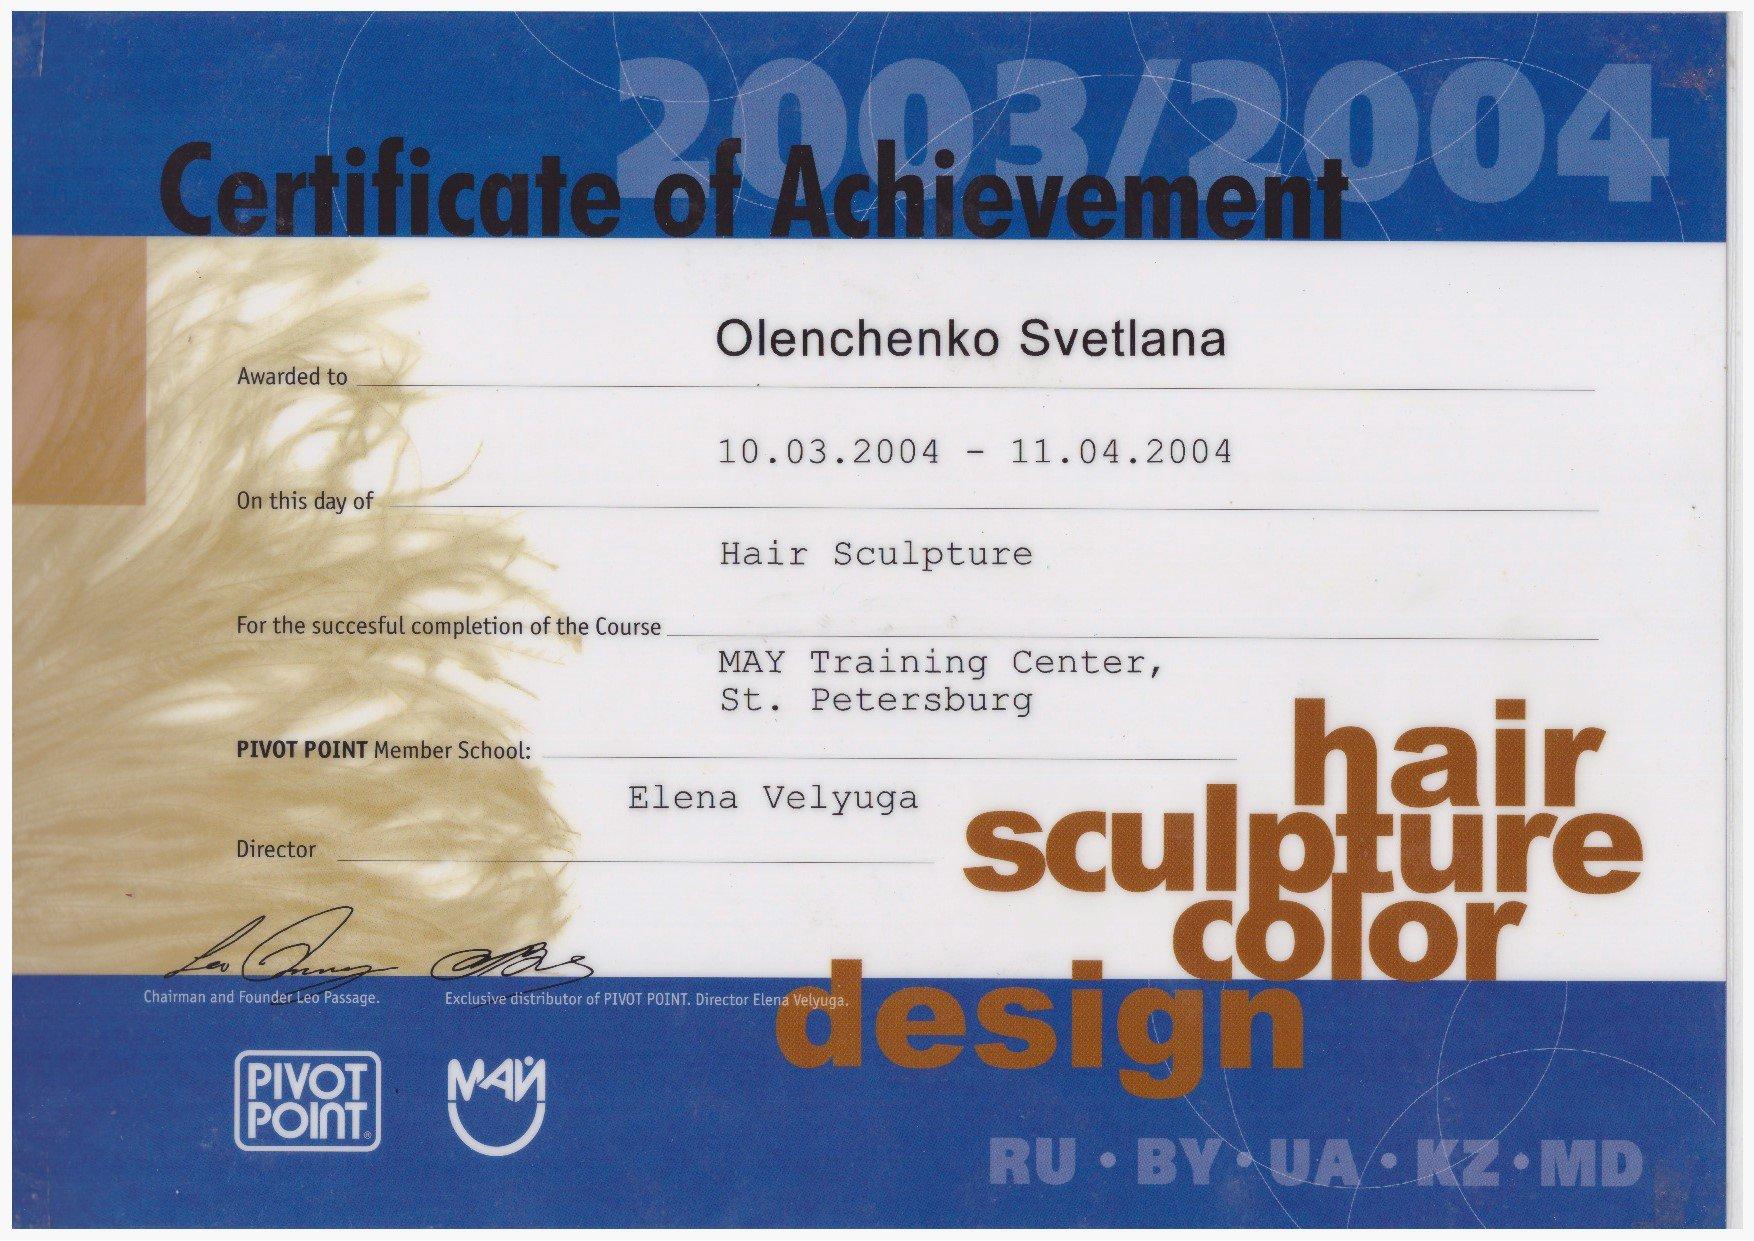 2003/2004
Certificate of Achievement
Olenchenko Svetlana
Awarded to
10.03.2004 - 11.04.2004
On this day of
Hair Sculpture
For the succesful completion of the Course
MAY Training Center,
St. Petersburg
PIVOT POINT Member School:
Elena Velyuga
Director
hair
sculpture
color
design
Chairman and Founder Leo Passage.
Exclusive distributor of PIVOT POINT. Director Elena Velyuga.
PIVOT
POINT®
МАЙ
RU • BY • UA • KZ • MD